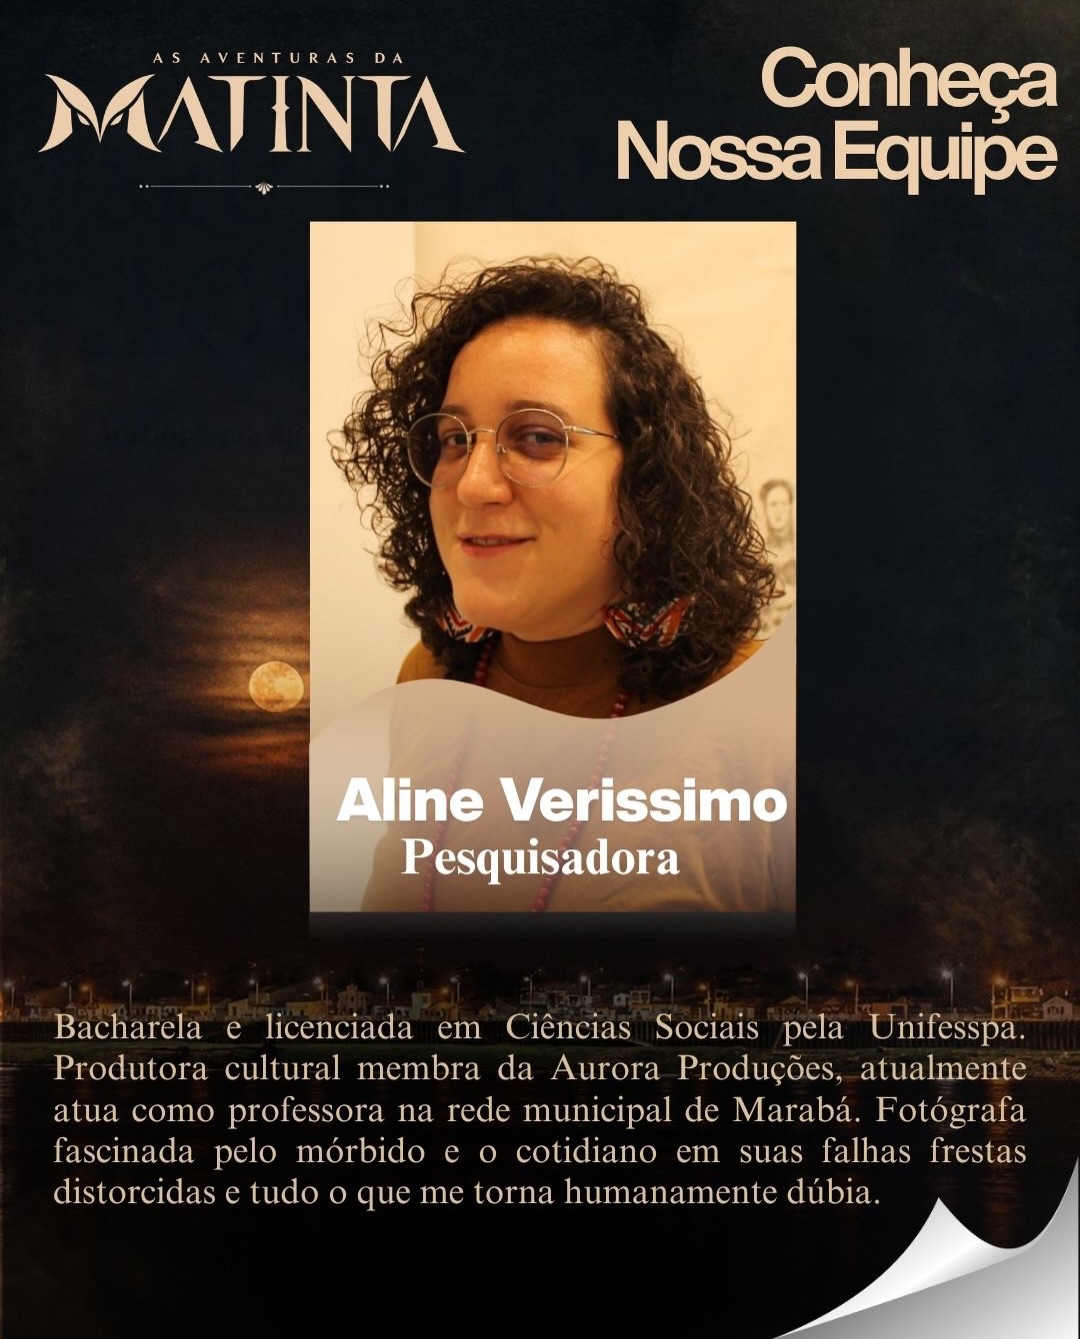 AS AVENTURAS DA
MATINTA
Conheça
Nossa Equipe
Aline Verissimo
Pesquisadora
Bacharela e licenciada em Ciências Sociais pela Unifesspa.
Produtora cultural membra da Aurora Produções, atualmente
atua como professora na rede municipal de Marabá. Fotógrafa
fascinada pelo mórbido e o cotidiano em suas falhas frestas
distorcidas e tudo o que me torna humanamente dúbia.